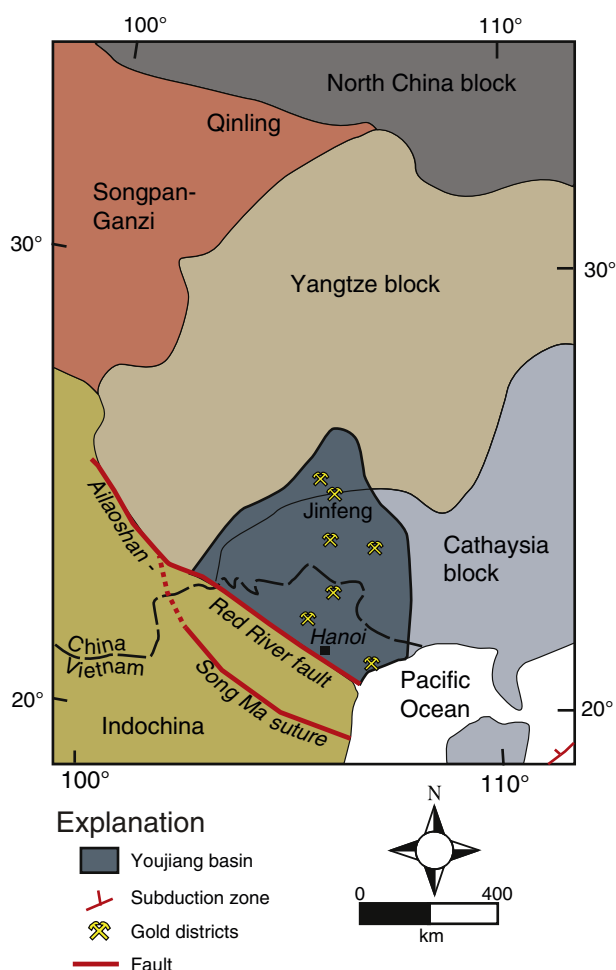 100°
110°
North China block
Qinling
Songpan-
Ganzi
30°
30°
Yangtze block
Ailaoshan -
Jinfeng
Cathaysia
block
Red River fault
Hanoi
China
Vietnam
Song Ma suture
Pacific
Ocean
20°
20°
Indochina
100°
110°
Explanation
N
Youjiang basin
Subduction zone
0
400
Gold districts
km
Fault